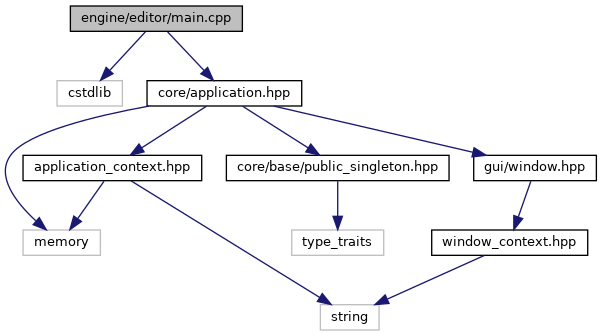 engine/editor/main.cpp
cstdlib
core/application.hpp
application_context.hpp
core/base/public_singleton.hpp
gui/window.hpp
memory
type_traits
window_context.hpp
string